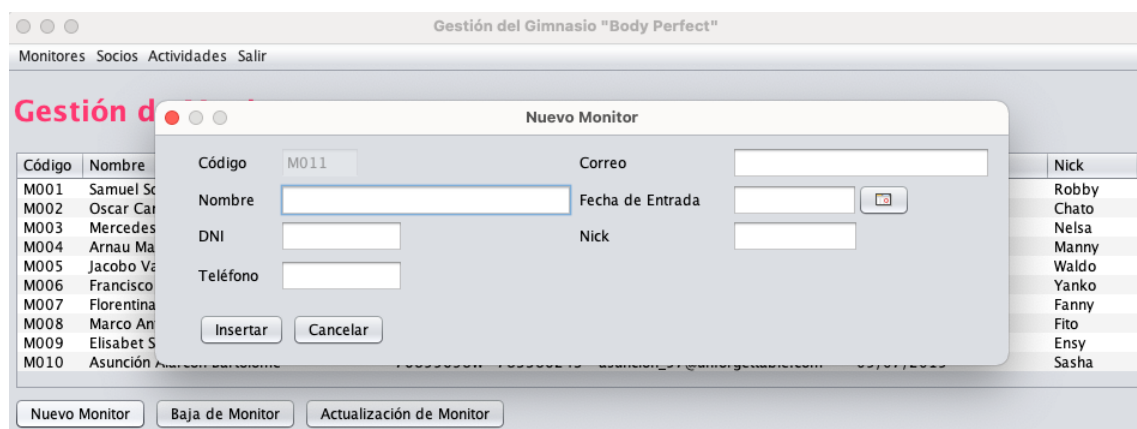 Gestión del Gimnasio "Body Perfect"
Monitores Socios Actividades Salir
Gestión d
Nuevo Monitor
Código M011 Correo
Nombre Fecha de Entrada
DNI Nick
Teléfono
Insertar Cancelar
Código Nombre Nick
M001 Samuel Robby
M002 Oscar Chato
M003 Mercedes Nelsa
M004 Arnau Manny
M005 Jacobo Waldo
M006 Francisco Yanko
M007 Florentina Fanny
M008 Marco Fito
M009 Elisabet Ensy
M010 Asunción Sasha
Nuevo Monitor Baja de Monitor Actualización de Monitor